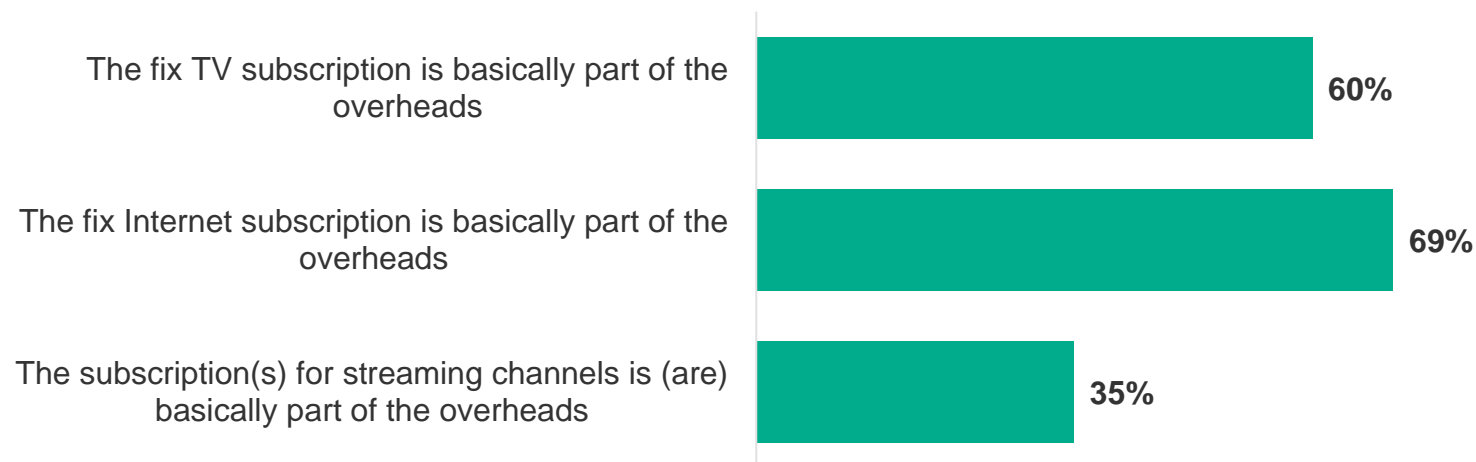 The fix TV subscription is basically part of the
overheads
60%
The fix Internet subscription is basically part of the
overheads
69%
The subscription(s) for streaming channels is (are)
basically part of the overheads
35%